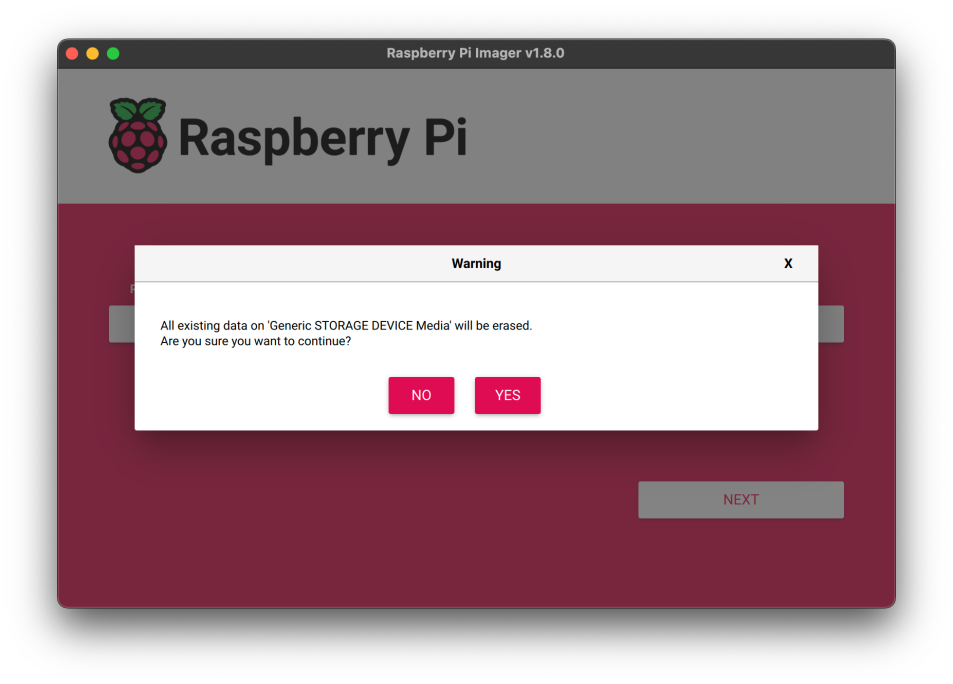 Raspberry Pi Imager v1.8.0
Raspberry Pi
Warning
X
All existing data on 'Generic STORAGE DEVICE Media' will be erased.
Are you sure you want to continue?
NO
YES
NEXT